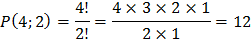 P(4; 2) = 4!/2! = (4 × 3 × 2 × 1)/(2 × 1) = 12